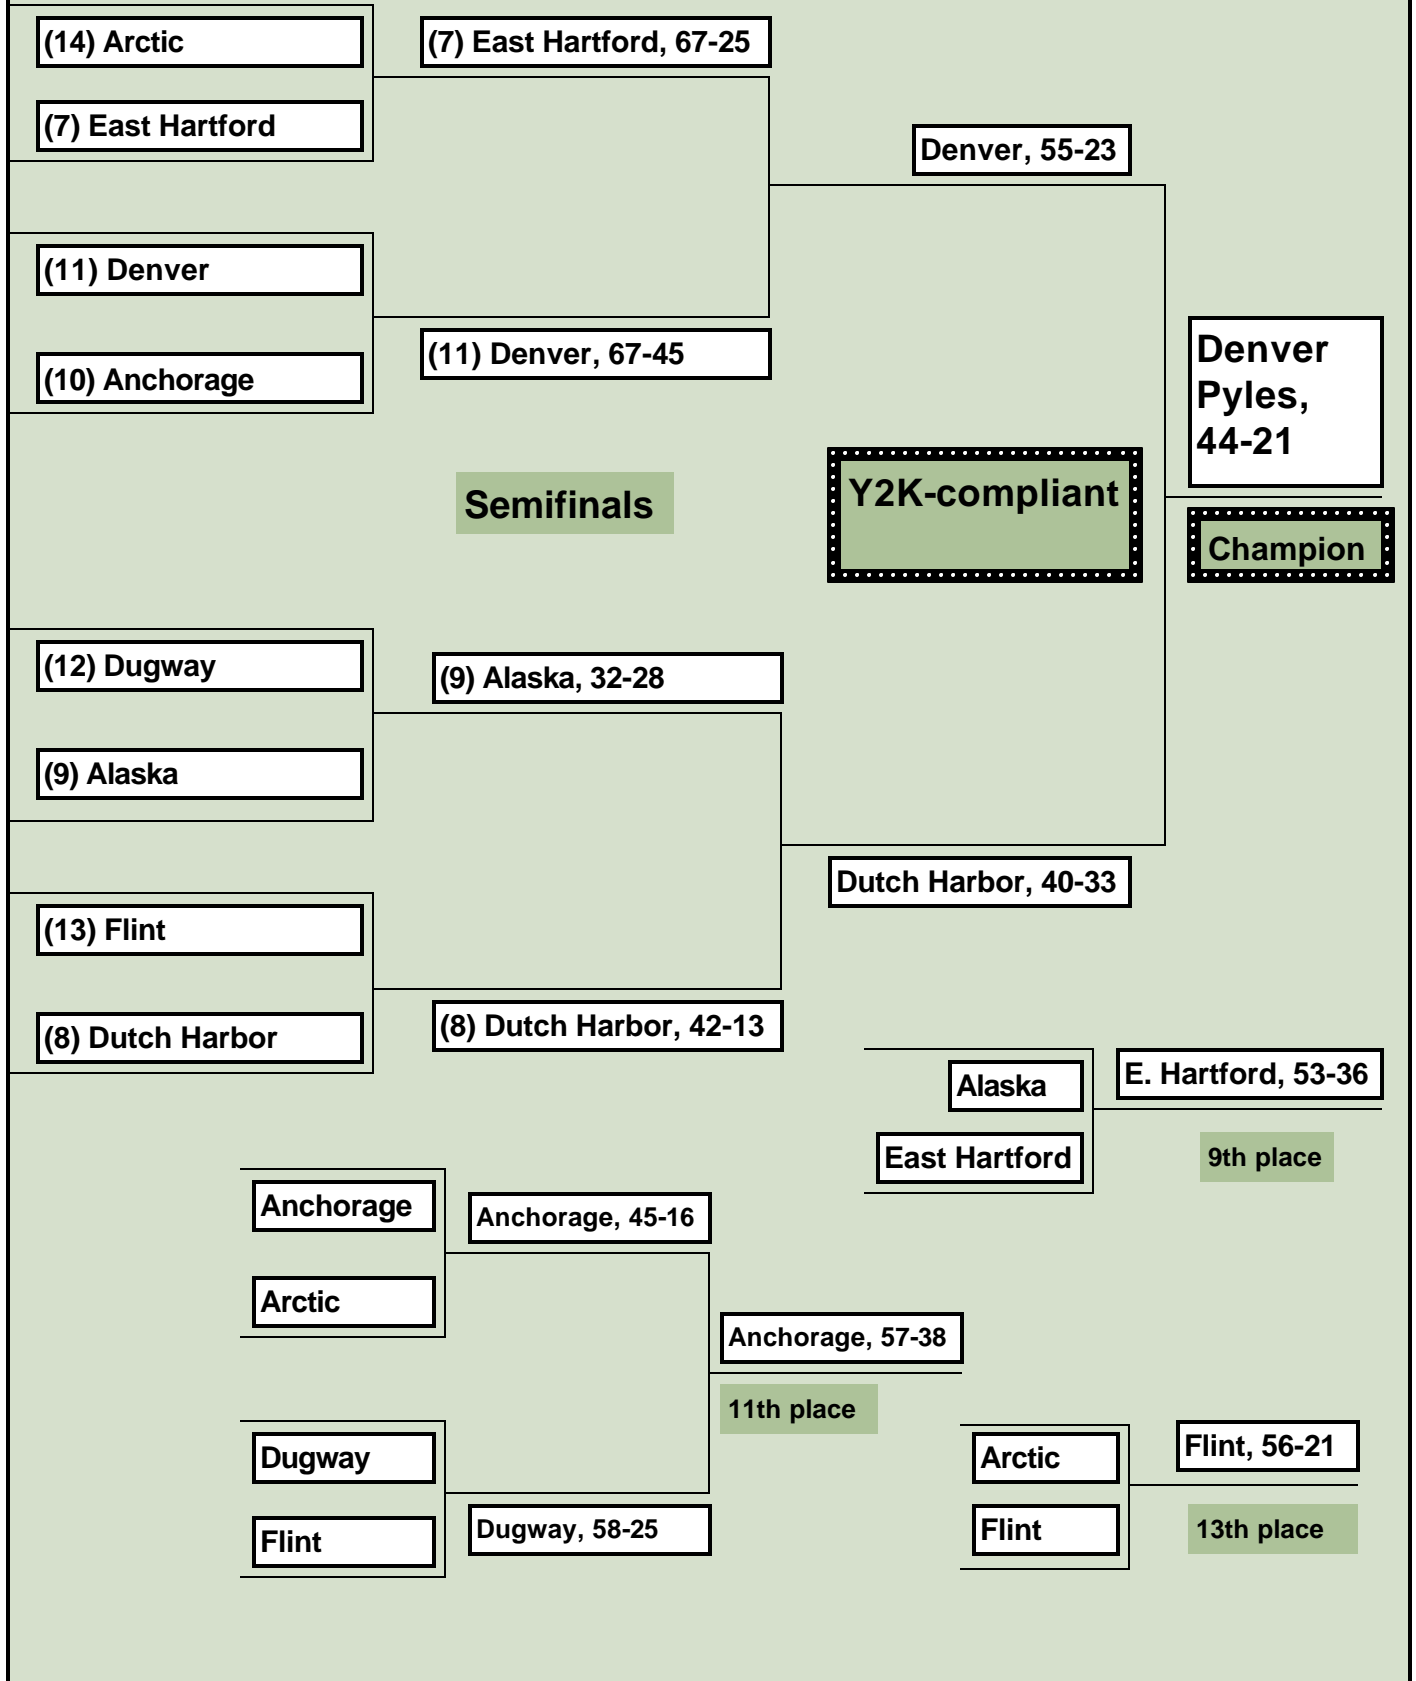 (14) Arctic
(7) East Hartford, 67-25
(7) East Hartford
Denver, 55-23
(11) Denver
(11) Denver, 67-45
(10) Anchorage
Denver
Pyles,
44-21
Semifinals
Y2K-compliant
Champion
(12) Dugway
(9) Alaska, 32-28
(9) Alaska
Dutch Harbor, 40-33
(13) Flint
(8) Dutch Harbor
(8) Dutch Harbor, 42-13
Alaska
E. Hartford, 53-36
East Hartford
9th place
Anchorage
Anchorage, 45-16
Arctic
Anchorage, 57-38
11th place
Dugway
Dugway, 58-25
Flint
Arctic
Flint, 56-21
Flint
13th place